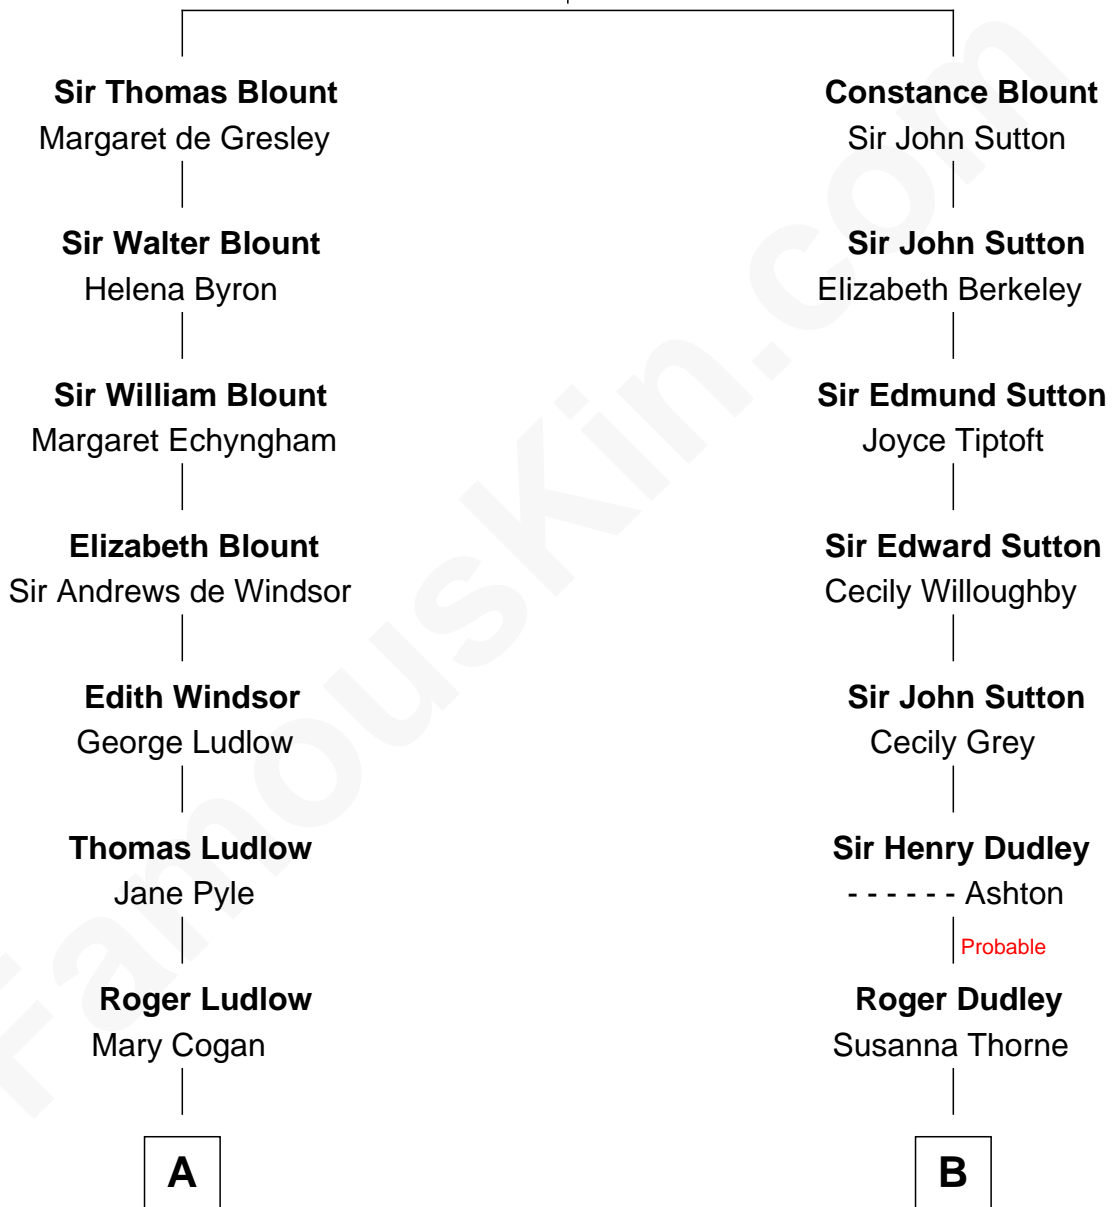 Sir Thomas Blount
Margaret de Gresley
Sir Walter Blount
Helena Byron
Sir William Blount
Margaret Echyngham
Elizabeth Blount
Sir Andrews de Windsor
Edith Windsor
George Ludlow
Thomas Ludlow
Jane Pyle
Roger Ludlow
Mary Cogan
A
Constance Blount
Sir John Sutton
Sir John Sutton
Elizabeth Berkeley
Sir Edmund Sutton
Joyce Tiptoft
Sir Edward Sutton
Cecily Willoughby
Sir John Sutton
Cecily Grey
Sir Henry Dudley
- - - - - - Ashton
Probable
Roger Dudley
Susanna Thorne
B
FamousKin.com